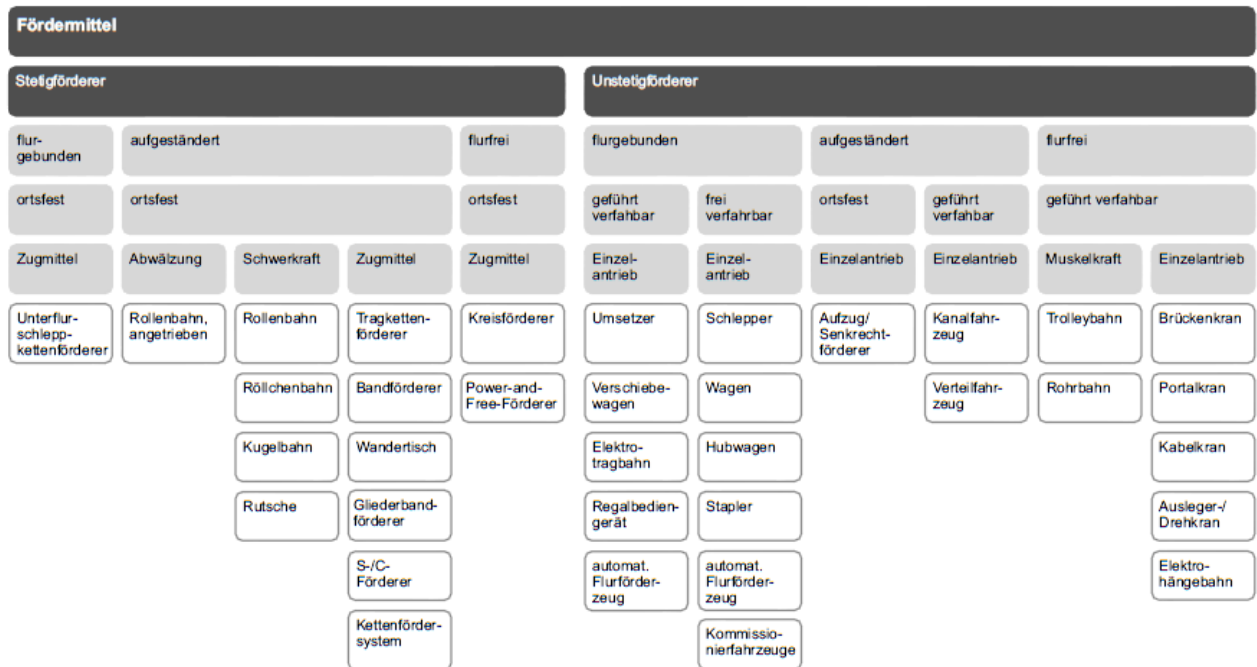 Fördermittel
Stetigförderer
Unstetigförderer
flur-
gebunden
aufgeständert
flurfrei
flurgebunden
aufgeständert
flurfrei
ortsfest
ortsfest
ortsfest
geführt
verfahbar
frei
verfahrbar
ortsfest
geführt
verfahbar
geführt verfahbar
Zugmittel
Abwälzung
Schwerkraft
Zugmittel
Zugmittel
Einzel-
antrieb
Einzel-
antrieb
Einzelantrieb
Einzelantrieb
Muskelkraft
Einzelantrieb
Unterflur-
schlepp-
kettenförderer
Rollenbahn,
angetrieben
Rollenbahn
Tragketten-
förderer
Kreisförderer
Umsetzer
Schlepper
Aufzug/
Senkrecht-
förderer
Kanalfahr-
zeug
Trolleybahn
Brückenkran
Röllchenbahn
Bandförderer
Power-and-
Free-Förderer
Verschiebe-
wagen
Wagen
Verteilfahr-
zeug
Rohrbahn
Portalkran
Kugelbahn
Wandertisch
Elektro-
tragbahn
Hubwagen
Kabelkran
Rutsche
Gliederband-
förderer
Regalbedien-
gerät
Stapler
Ausleger-/
Drehkran
S-/C-
Förderer
automat.
Flurförder-
zeug
automat.
Flurförder-
zeug
Elektro-
hängebahn
Kettenförder-
system
Kommissio-
nierfahrzeuge